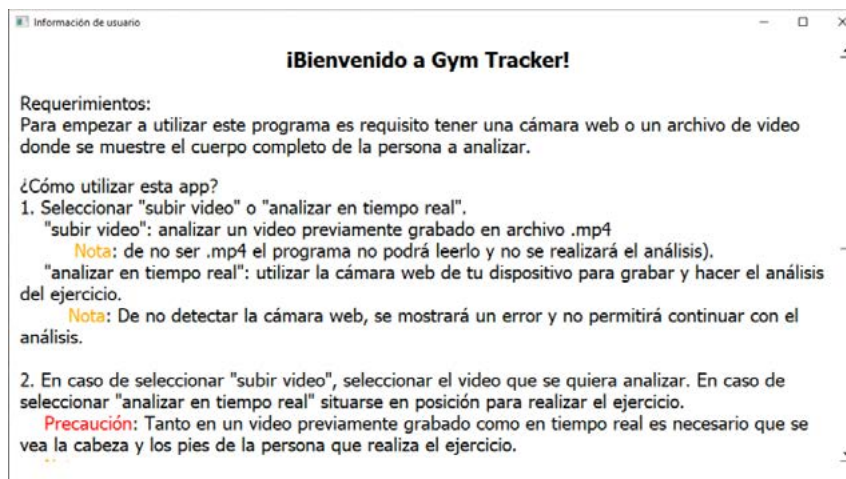 Información de usuario
¡Bienvenido a Gym Tracker!
Requerimientos:
Para empezar a utilizar este programa es requisito tener una cámara web o un archivo de video
donde se muestre el cuerpo completo de la persona a analizar.
¿Cómo utilizar esta app?
1. Seleccionar "subir video" o "analizar en tiempo real".
"subir video": analizar un video previamente grabado en archivo .mp4
Nota: de no ser .mp4 el programa no podrá leerlo y no se realizará el análisis).
"analizar en tiempo real": utilizar la cámara web de tu dispositivo para grabar y hacer el análisis
del ejercicio.
Nota: De no detectar la cámara web, se mostrará un error y no permitirá continuar con el
análisis.
2. En caso de seleccionar "subir video", seleccionar el video que se quiera analizar. En caso de
seleccionar "analizar en tiempo real" situarse en posición para realizar el ejercicio.
Precaución: Tanto en un video previamente grabado como en tiempo real es necesario que se
vea la cabeza y los pies de la persona que realiza el ejercicio.